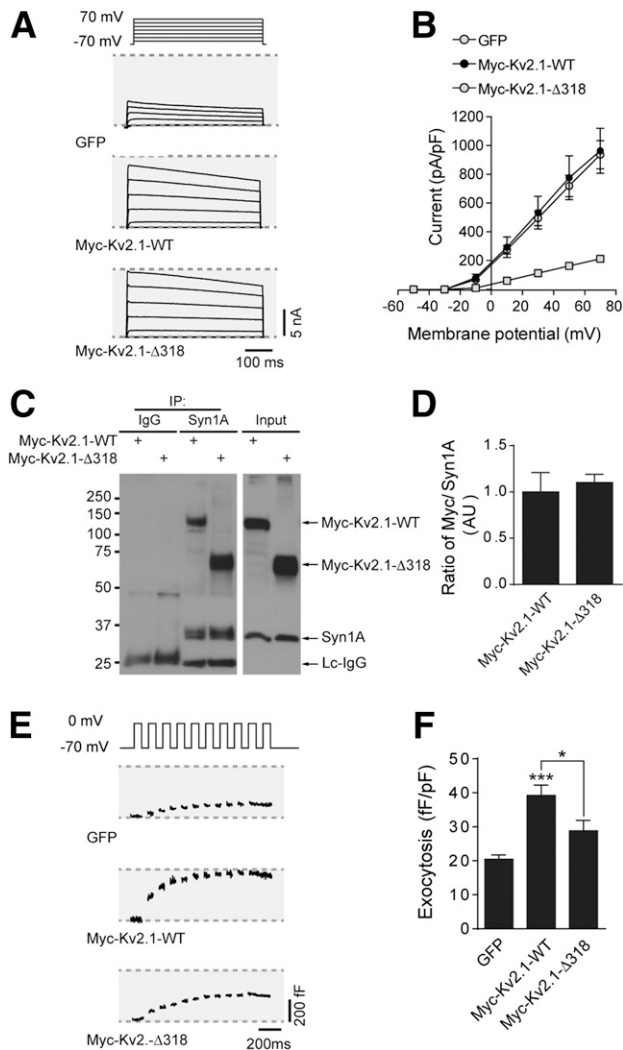 A
70 mV
-70 mV
GFP
Myc-Kv2.1-WT
Myc-Kv2.1-Δ318
5 nA
100 ms
B
GFP
Myc-Kv2.1-WT
Myc-Kv2.1-Δ318
Current (pA/pF)
1200
1000
800
600
400
200
-60 -40 -20 0 20 40 60 80
Membrane potential (mV)
C
IP:
IgG Syn1A Input
Myc-Kv2.1-WT + + +
Myc-Kv2.1-Δ318 + + +
250
150
100
75
50
37
25
Myc-Kv2.1-WT
Myc-Kv2.1-Δ318
Syn1A
Lc-IgG
D
Ratio of Myc/Syn1A
(AU)
1.5
1.0
0.5
0.0
Myc-Kv2.1-WT
Myc-Kv2.1-Δ318
E
0 mV
-70 mV
GFP
Myc-Kv2.1-WT
Myc-Kv2.-Δ318
200 fF
200ms
F
Exocytosis (fF/pF)
60
50
40
30
20
10
0
***
*
GFP
Myc-Kv2.1-WT
Myc-Kv2.1-Δ318